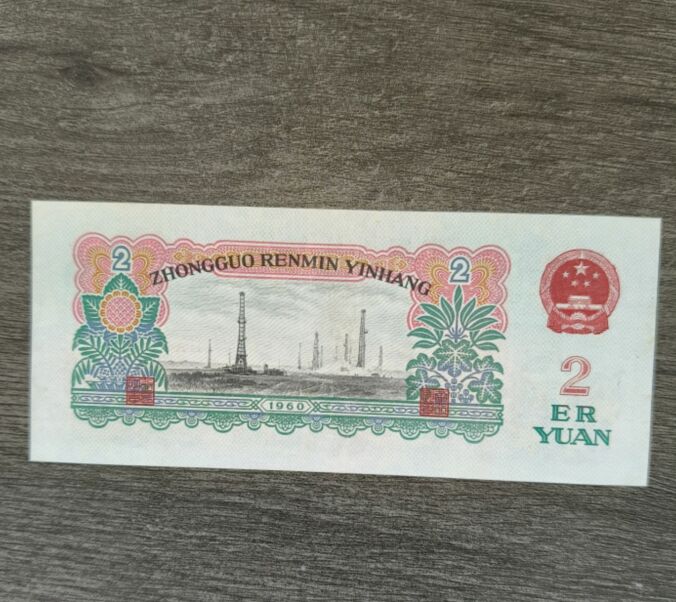 2
ZHONGGUO RENMIN YINHANG
2
1960
2
ER
YUAN